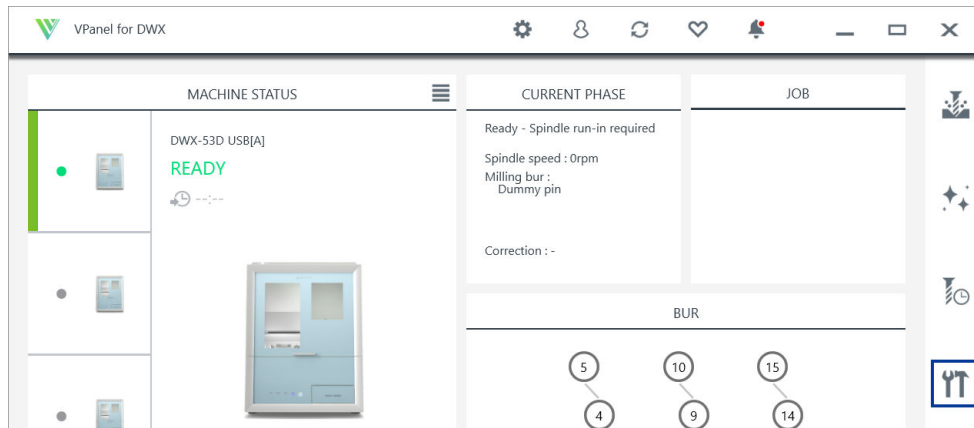 VPanel for DWX
MACHINE STATUS
DWX-53D USB[A]
READY
--:--
CURRENT PHASE
Ready - Spindle run-in required
Spindle speed : 0rpm
Milling bur :
Dummy pin
Correction : -
JOB
BUR
5 10 15
4 9 14